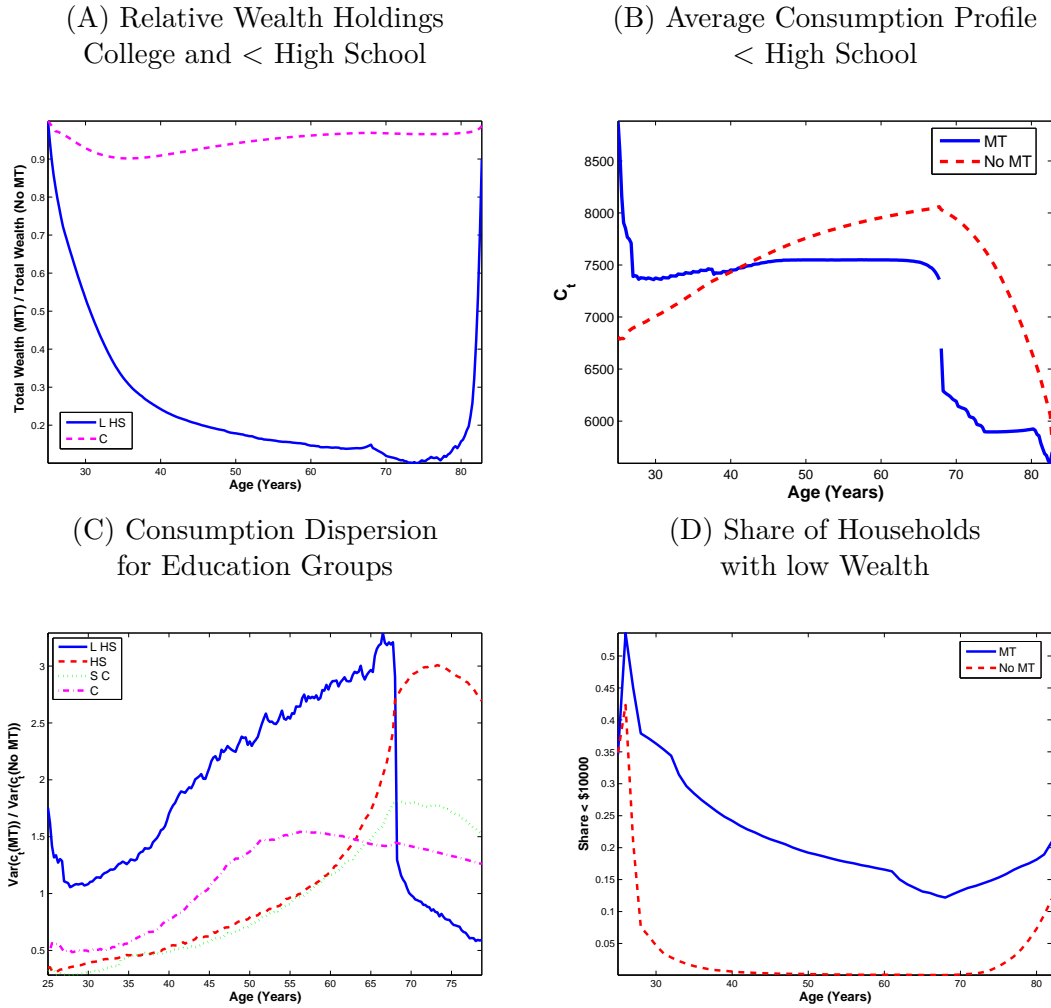 (A) Relative Wealth Holdings
College and < High School
Total Wealth (MT) / Total Wealth (No MT)
0.9
0.8
0.7
0.6
0.5
0.4
0.3
0.2
L HS
C
30 40 50 60 70 80
Age (Years)
(B) Average Consumption Profile
< High School
C_t
8500
8000
7500
7000
6500
6000
MT
No MT
30 40 50 60 70 80
Age (Years)
(C) Consumption Dispersion
for Education Groups
Var(c_t(MT)) / Var(c_t(No MT))
3
2.5
2
1.5
1
0.5
L HS
HS
S C
C
25 30 35 40 45 50 55 60 65 70 75
Age (Years)
(D) Share of Households
with low Wealth
Share < $10000
0.5
0.45
0.4
0.35
0.3
0.25
0.2
0.15
0.1
0.05
MT
No MT
30 40 50 60 70 80
Age (Years)